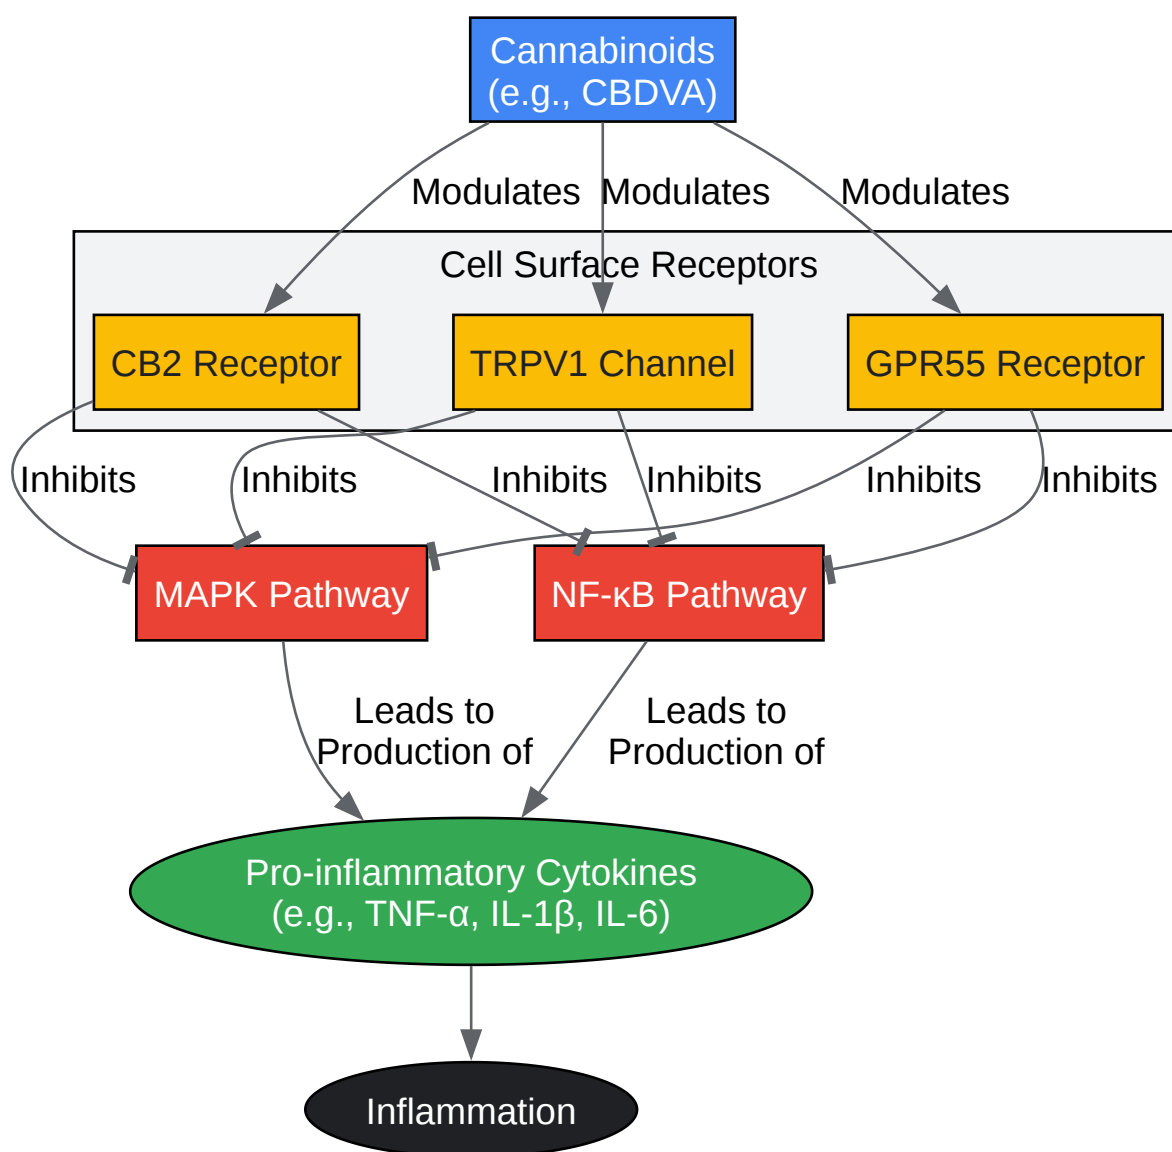 Cannabinoids
(e.g., CBDVA)
Modulates
Modulates
Modulates
Cell Surface Receptors
CB2 Receptor
TRPV1 Channel
GPR55 Receptor
Inhibits
Inhibits
Inhibits
Inhibits
Inhibits
Inhibits
MAPK Pathway
NF-κB Pathway
Leads to
Production of
Leads to
Production of
Pro-inflammatory Cytokines
(e.g., TNF-α, IL-1β, IL-6)
Inflammation